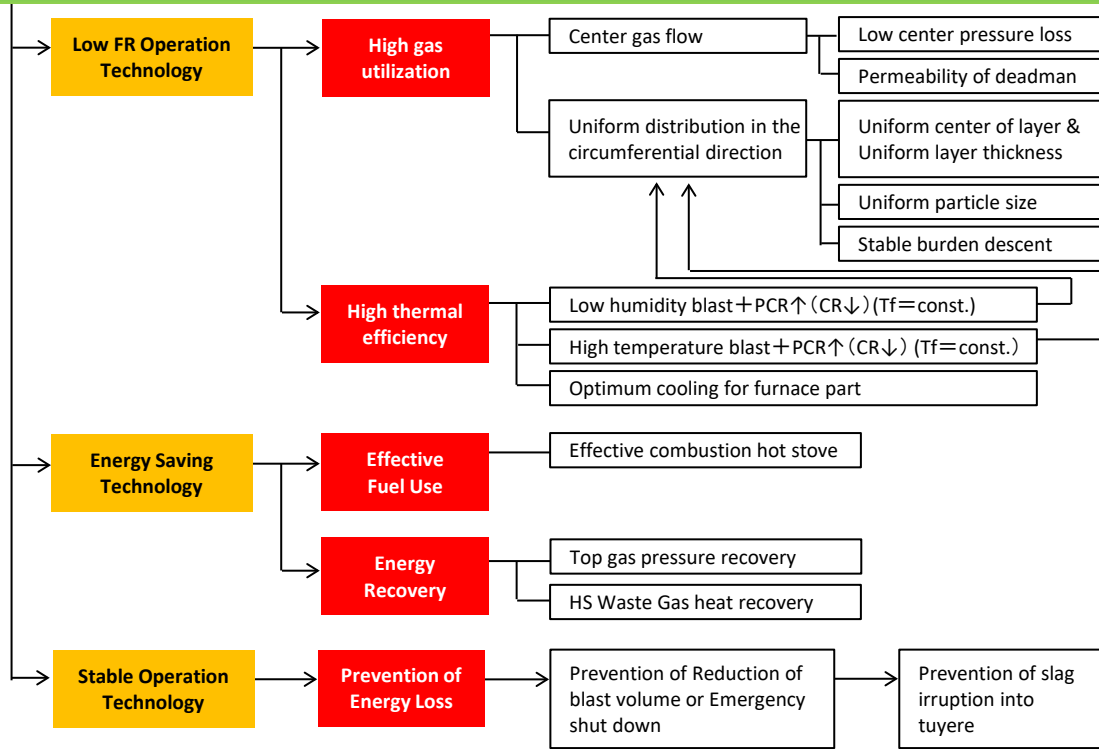 Low FR Operation
Technology
High gas
utilization
Center gas flow
Low center pressure loss
Permeability of deadman
Uniform distribution in the
circumferential direction
Uniform center of layer &
Uniform layer thickness
Uniform particle size
Stable burden descent
High thermal
efficiency
Low humidity blast＋PCR↑（CR↓）(Tf＝const.)
High temperature blast＋PCR↑（CR↓） (Tf＝const.）
Optimum cooling for furnace part
Energy Saving
Technology
Effective
Fuel Use
Effective combustion hot stove
Energy
Recovery
Top gas pressure recovery
HS Waste Gas heat recovery
Stable Operation
Technology
Prevention of
Energy Loss
Prevention of Reduction of
blast volume or Emergency
shut down
Prevention of slag
irruption into
tuyere